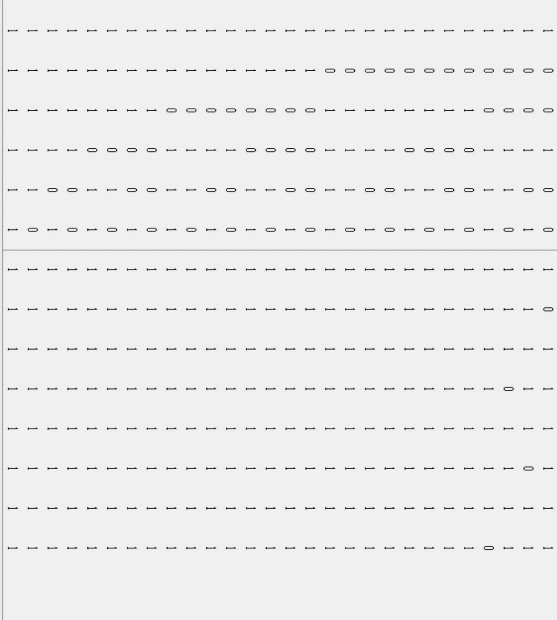 1 0 0 1 0 0 1 0 1 1 1 1 1 1
1 0 0 1 0 1 1 1 1 1 1 0 1 1
1 0 0 1 1 0 1 1 1 0 1 1 1 1
1 0 0 1 1 1 1 1 1 1 1 1 1 0
1 0 1 0 0 0 1 1 1 1 1 1 1 1
1 0 1 0 0 1 1 1 1 1 1 1 1 1
1 0 1 0 1 0 1 1 1 1 1 1 1 1
1 0 1 0 1 1 1 1 1 1 1 1 1 1
1 0 1 1 0 0 1 1 1 1 1 1 1 1
1 0 1 1 0 1 1 1 1 1 1 1 1 1
1 0 1 1 1 0 1 1 1 1 1 1 1 1
1 0 1 1 1 1 1 1 1 1 1 1 1 1
1 1 0 0 0 0 1 1 1 1 1 1 1 1
1 1 0 0 0 1 1 1 1 1 1 1 1 1
1 1 0 0 1 0 1 1 1 1 1 1 1 1
1 1 0 0 1 1 1 1 1 1 1 1 1 1
1 1 0 1 0 0 1 1 1 1 1 1 1 1
1 1 0 1 0 1 1 1 1 1 1 1 1 1
1 1 0 1 1 0 1 1 1 1 1 1 1 1
1 1 0 1 1 1 1 1 1 1 1 1 1 1
1 1 1 0 0 0 1 1 1 1 1 1 1 1
1 1 1 0 0 1 1 1 1 1 1 1 1 1
1 1 1 0 1 0 1 1 1 1 1 1 1 1
1 1 1 0 1 1 1 1 1 1 1 1 1 1
1 1 1 1 0 0 1 1 1 1 1 1 1 1
1 1 1 1 0 1 1 1 1 1 1 1 1 1
1 1 1 1 1 0 1 1 1 1 1 1 1 1
1 1 1 1 1 1 1 1 1 1 1 1 1 1